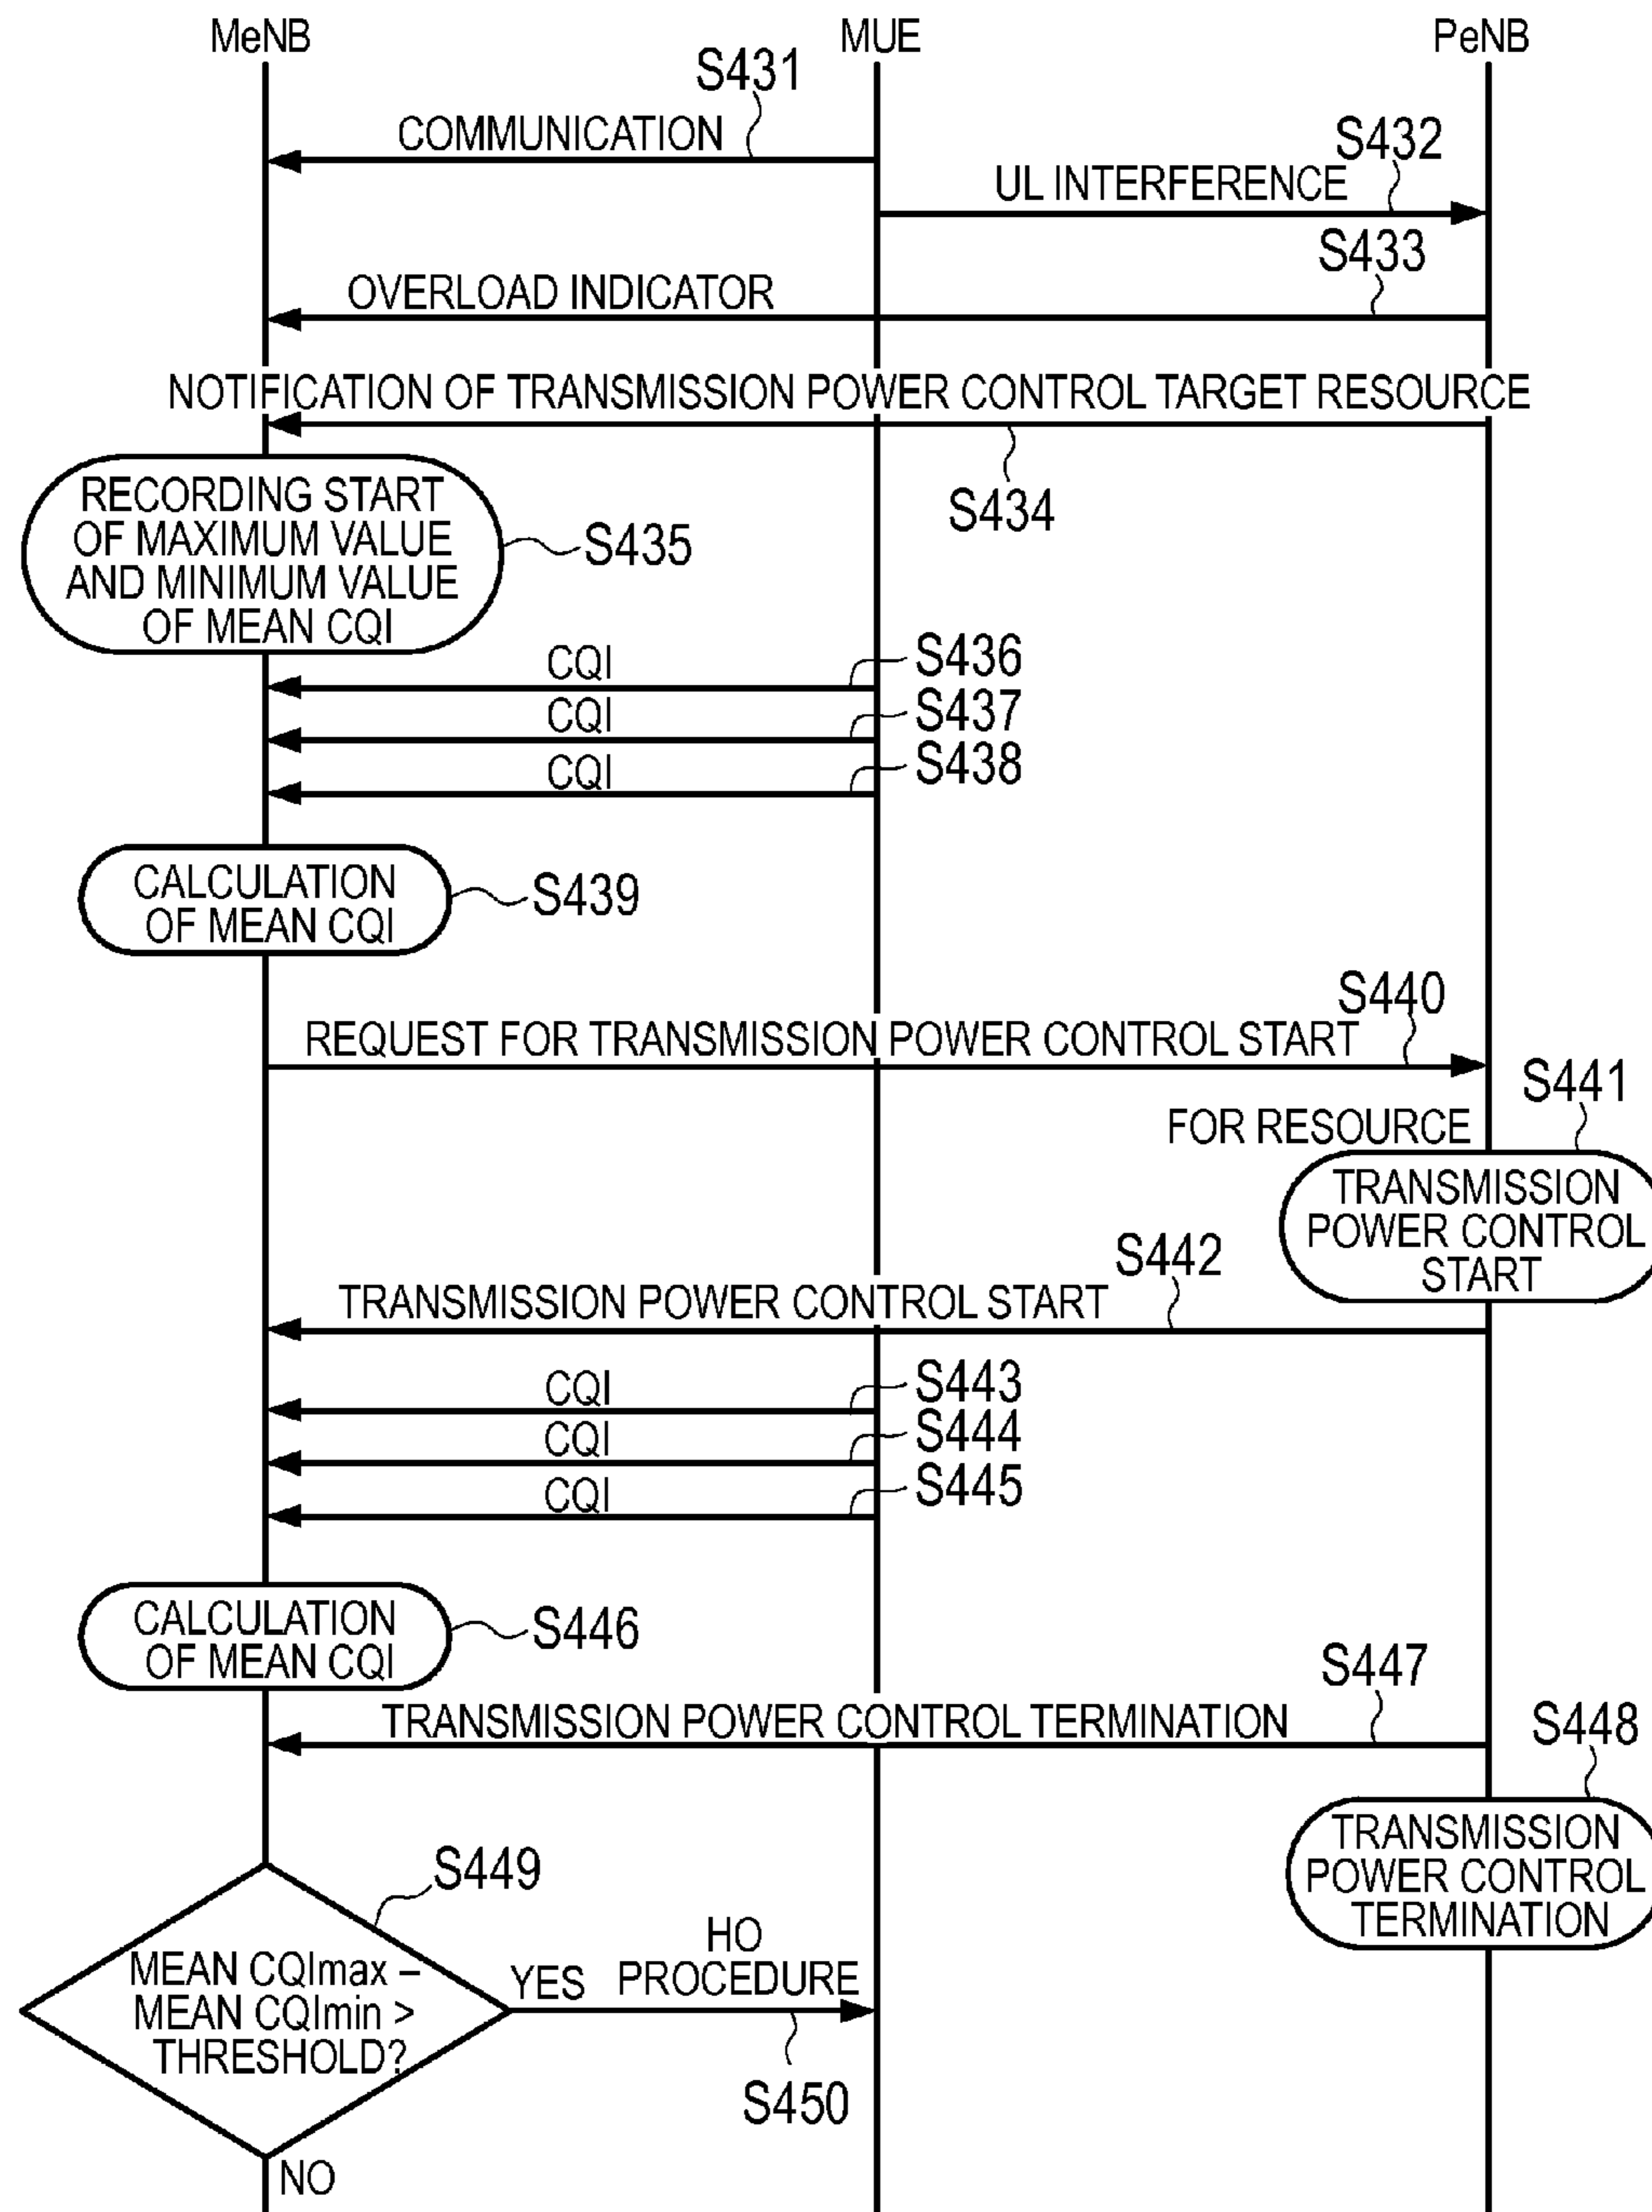 MeNB
MUE
PeNB
S431
COMMUNICATION
S432
UL INTERFERENCE
S433
OVERLOAD INDICATOR
NOTIFICATION OF TRANSMISSION POWER CONTROL TARGET RESOURCE
S434
RECORDING START
OF MAXIMUM VALUE
AND MINIMUM VALUE
OF MEAN CQI
S435
CQI
S436
CQI
S437
CQI
S438
CALCULATION
OF MEAN CQI
S439
S440
REQUEST FOR TRANSMISSION POWER CONTROL START
S441
FOR RESOURCE
TRANSMISSION
POWER CONTROL
START
S442
TRANSMISSION POWER CONTROL START
CQI
S443
CQI
S444
CQI
S445
CALCULATION
OF MEAN CQI
S446
S447
TRANSMISSION POWER CONTROL TERMINATION
S448
TRANSMISSION
POWER CONTROL
TERMINATION
S449
MEAN CQImax –
MEAN CQImin >
THRESHOLD?
YES
HO
PROCEDURE
S450
NO